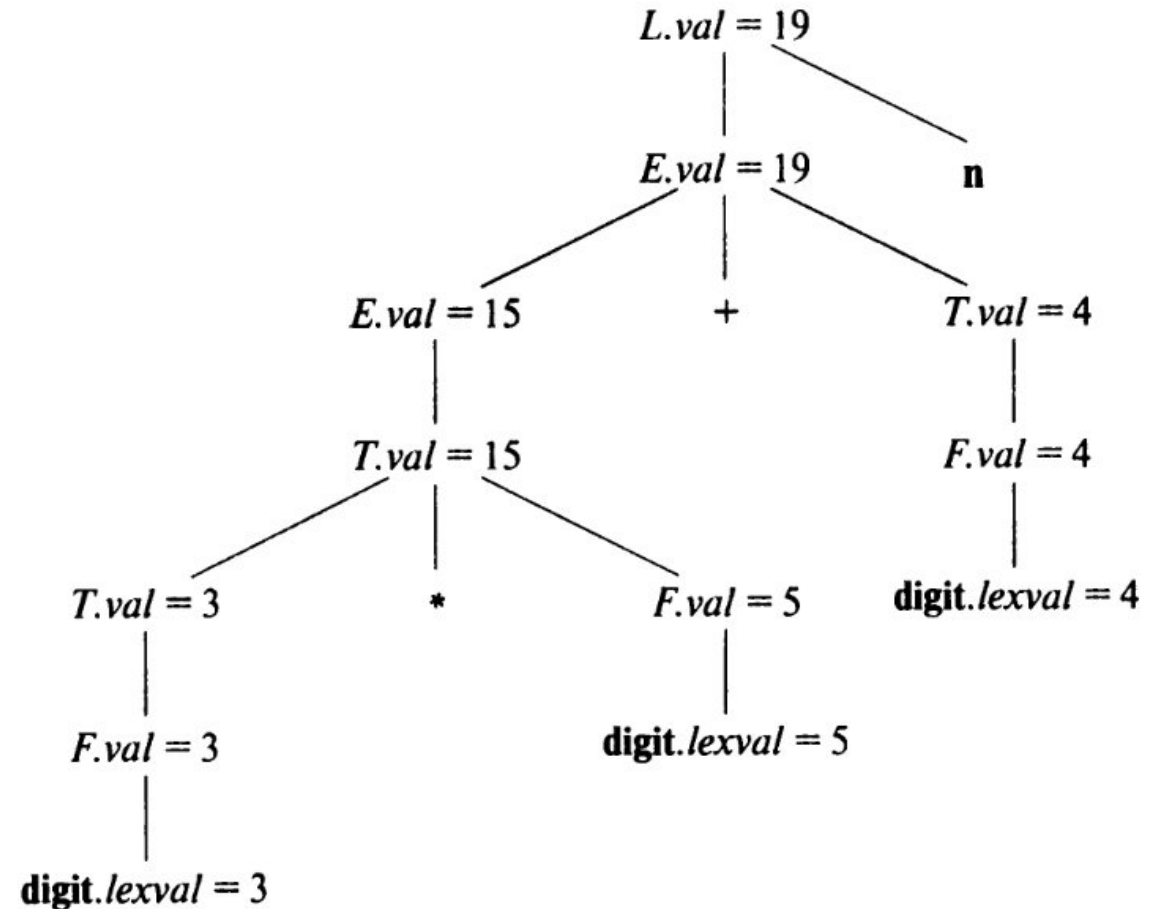 L.val = 19
E.val = 19 n
E.val = 15 + T.val = 4
T.val = 15 F.val = 4
T.val = 3 * F.val = 5 digit.lexval = 4
F.val = 3 digit.lexval = 5
digit.lexval = 3